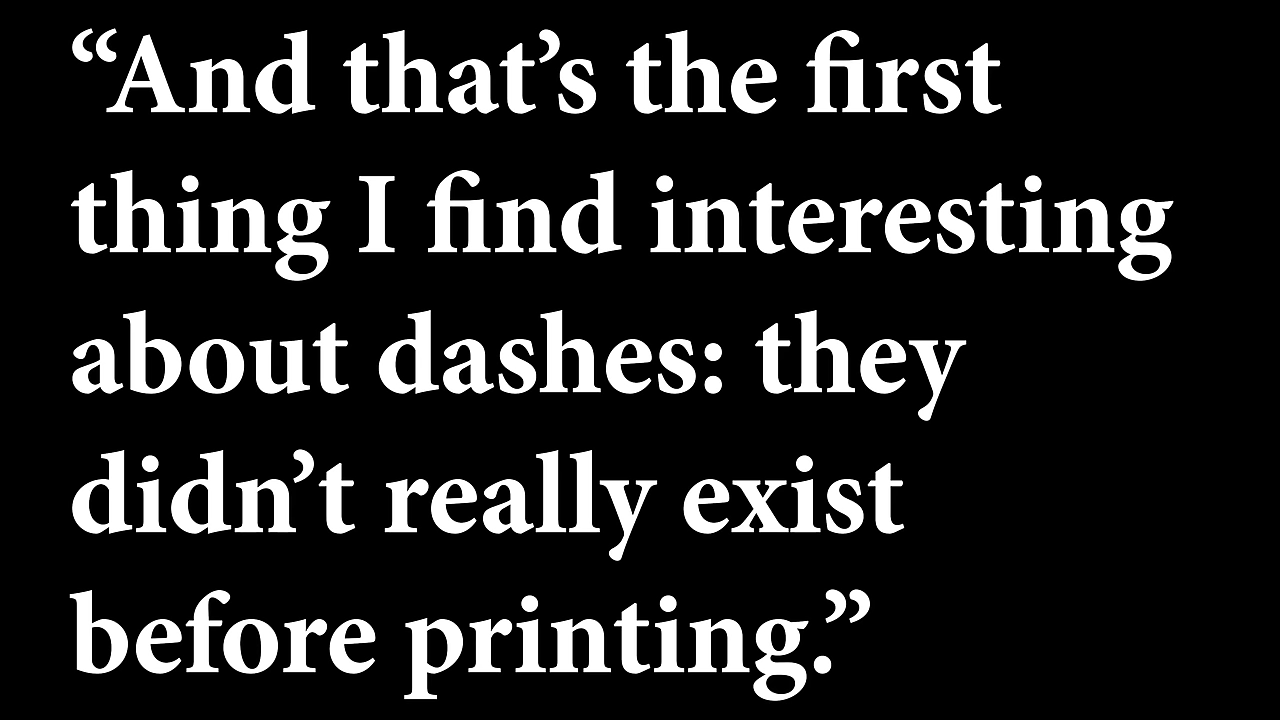 “And that’s the first
thing I find interesting
about dashes: they
didn’t really exist
before printing.”